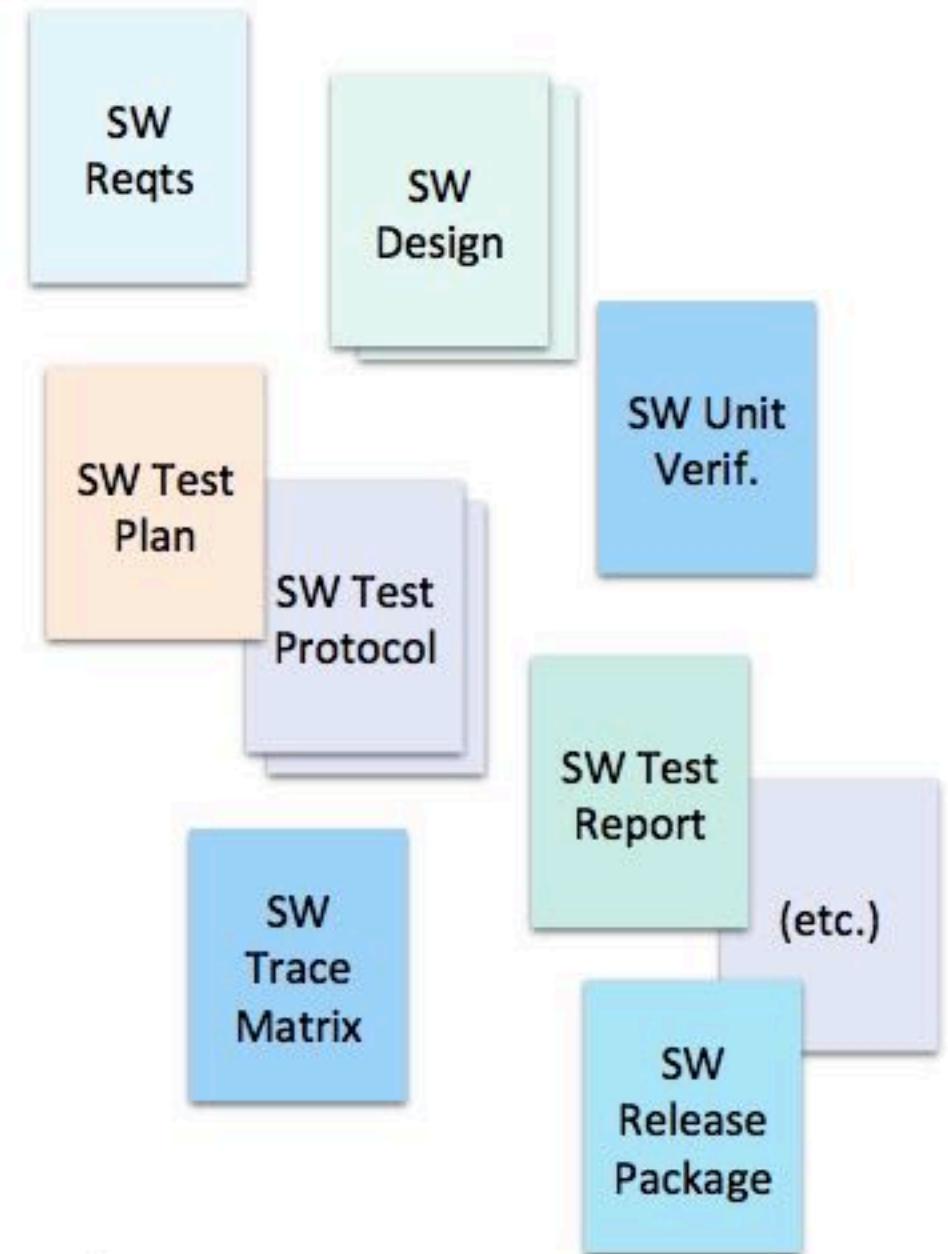 SW
Reqts
SW
Design
SW Unit
Verif.
SW Test
Plan
SW Test
Protocol
SW Test
Report
(etc.)
SW
Trace
Matrix
SW
Release
Package